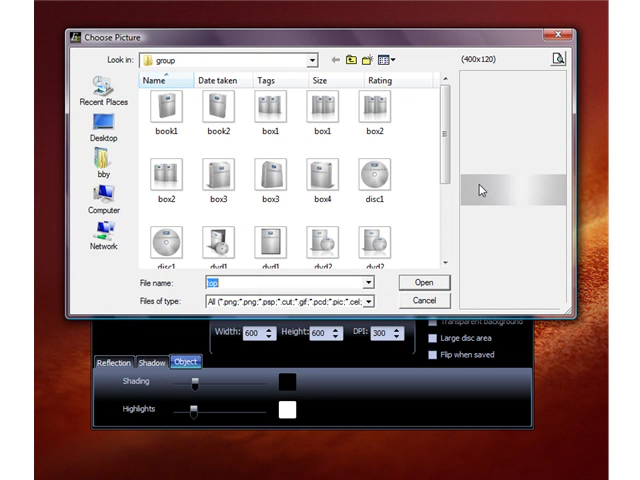 Choose Picture
Look in: group
(400x120)
Name Date taken Tags Size Rating
Recent Places
Desktop
bby
Computer
Network
book1 book2 box1 box1 box2
box2 box3 box3 box4 disc1
disc1 dvd1 dvd1 dvd2 dvd2
File name: top Open
Files of type: All (*.png;*.png;*.psp;*.cut;*.gif;*.pcd;*.pic;*.cel; Cancel
Transparent background
Width: 600 Height: 600 DPI: 300
Large disc area
Flip when saved
Reflection Shadow Object
Shading
Highlights